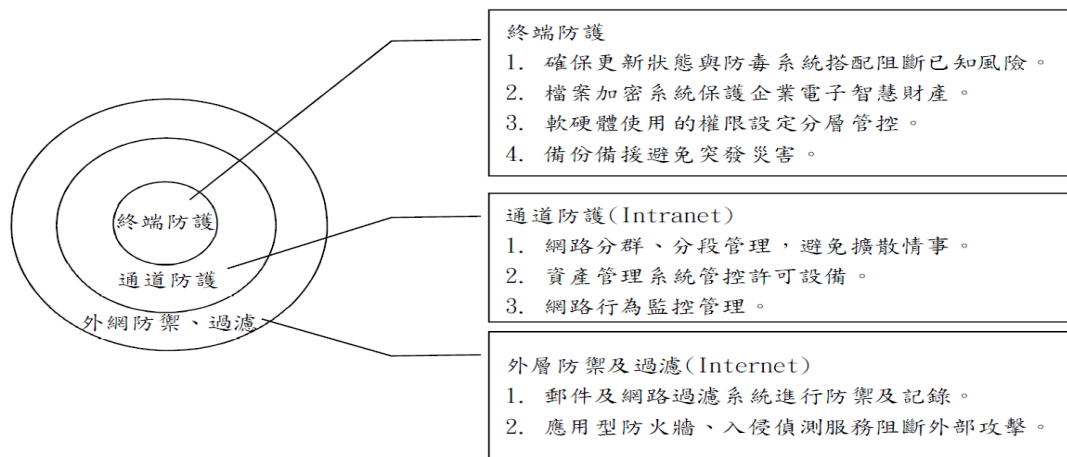 終端防護
1. 確保更新狀態與防毒系統搭配阻斷已知風險。
2. 檔案加密系統保護企業電子智慧財產。
3. 軟硬體使用的權限設定分層管控。
4. 備份備援避免突發災害。
終端防護
通道防護
外網防禦、過濾
通道防護(Intranet)
1. 網路分群、分段管理，避免擴散情事。
2. 資產管理系統管控許可設備。
3. 網路行為監控管理。
外層防禦及過濾(Internet)
1. 郵件及網路過濾系統進行防禦及記錄。
2. 應用型防火牆、入侵偵測服務阻斷外部攻擊。